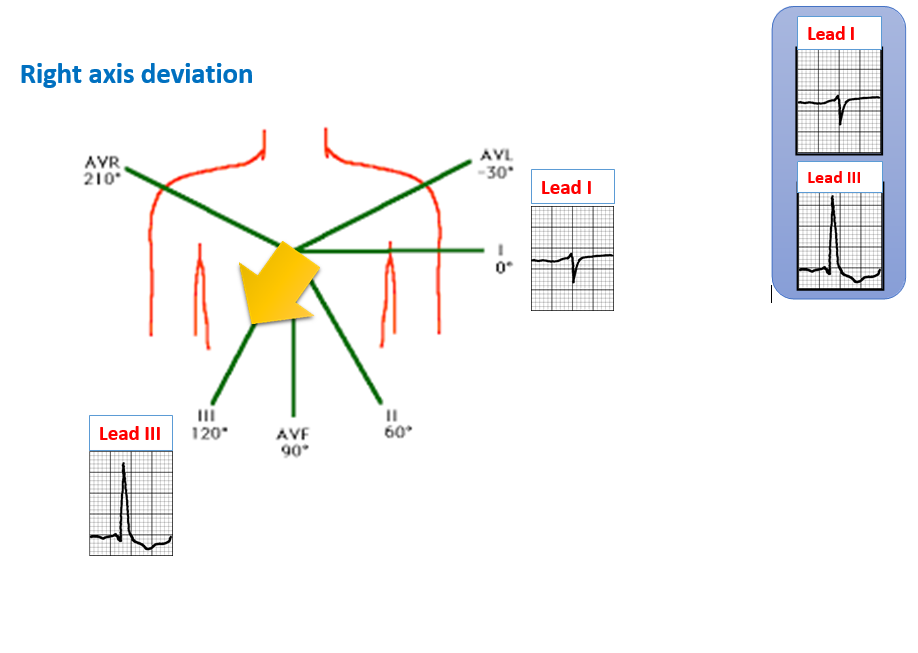 Right axis deviation
AVR
210°
AVL
-30°
I
0°
Lead I
III
120°
AVF
90°
II
60°
Lead III
Lead I
Lead III